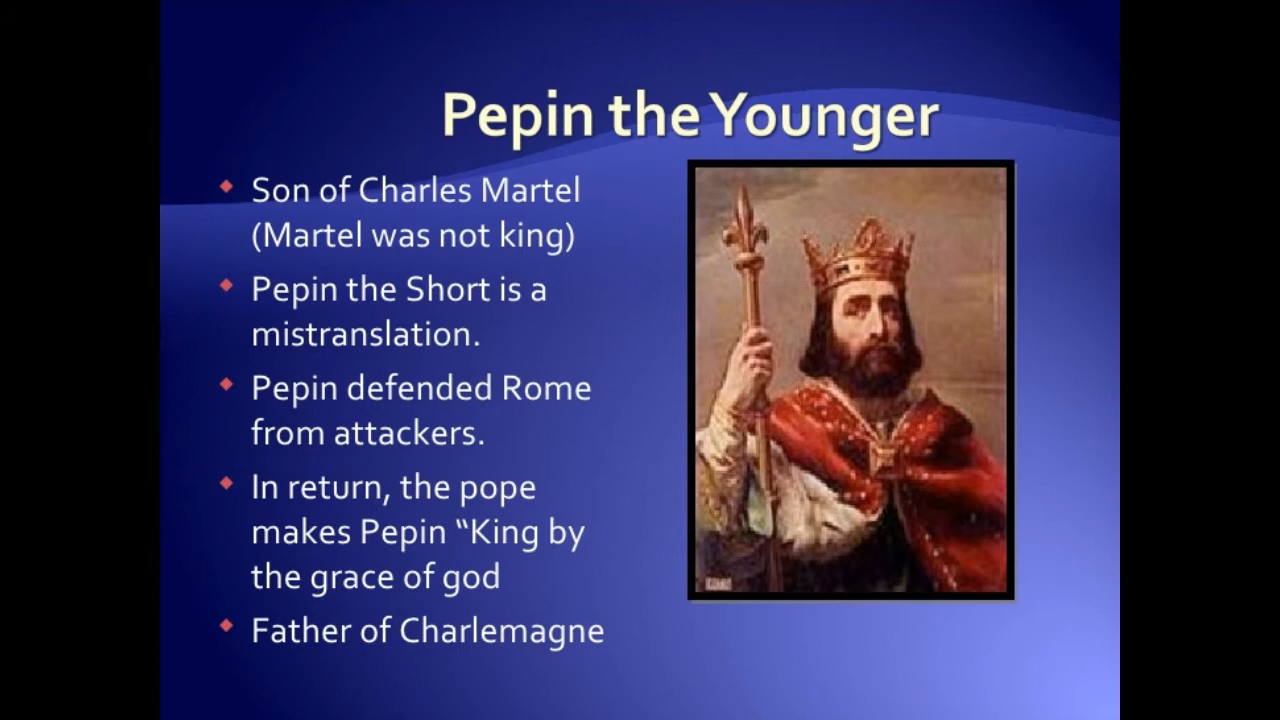 Pepin the Younger
Son of Charles Martel
(Martel was not king)
Pepin the Short is a
mistranslation.
Pepin defended Rome
from attackers.
In return, the pope
makes Pepin “King by
the grace of god
Father of Charlemagne